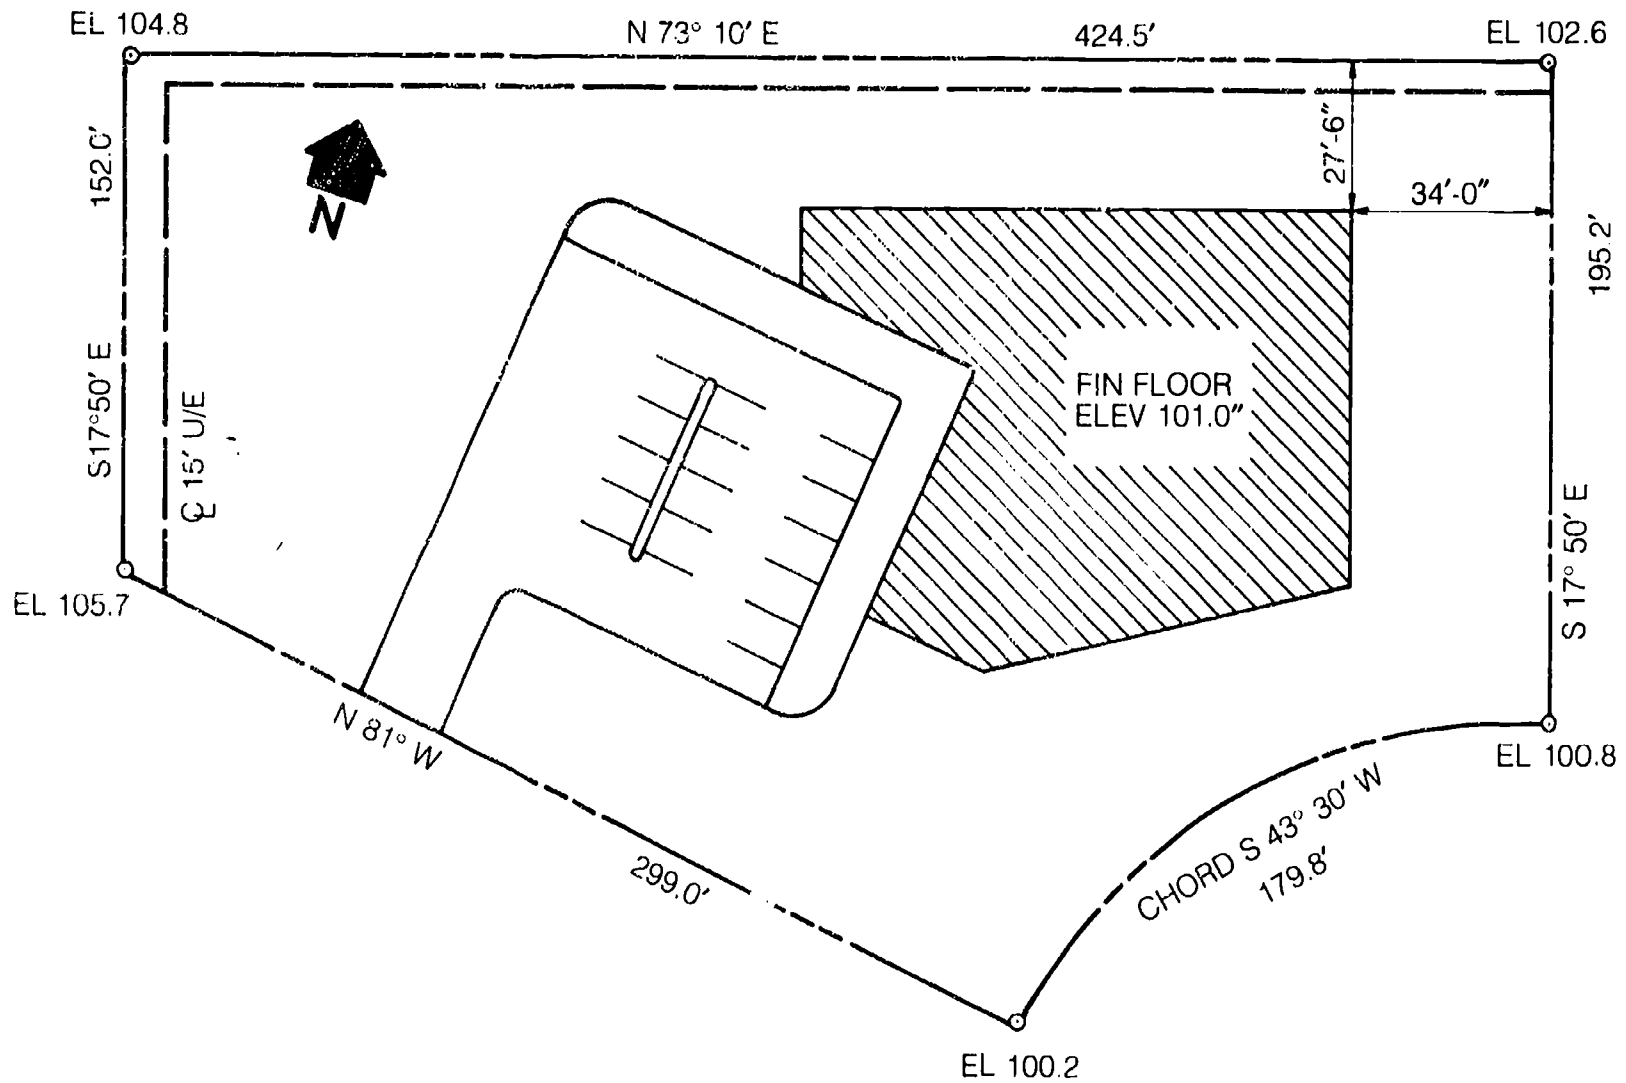 EL 104.8
N 73° 10′ E
424.5′
EL 102.6
152.0′
27′-6″
34′-0″
N
195.2′
FIN FLOOR
ELEV 101.0″
S17°50′ E
℄ 15′ U/E
S 17° 50′ E
EL 105.7
N 81° W
EL 100.8
CHORD S 43° 30′ W
179.8′
299.0′
EL 100.2